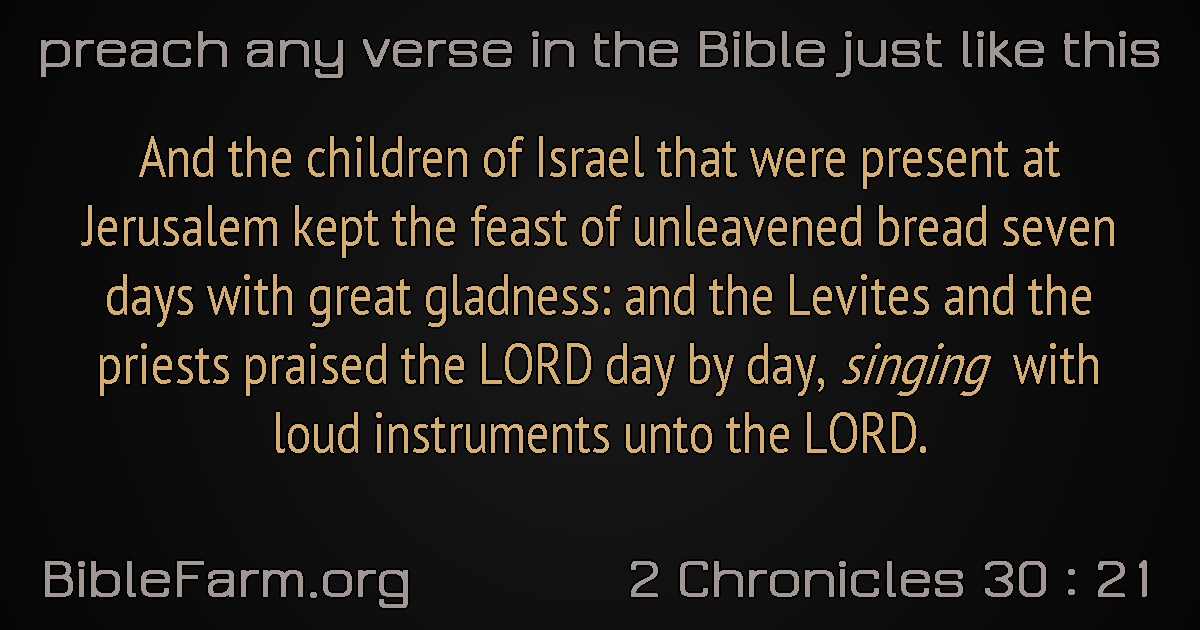 preach any verse in the Bible just like this
And the children of Israel that were present at
Jerusalem kept the feast of unleavened bread seven
days with great gladness: and the Levites and the
priests praised the LORD day by day, singing with
loud instruments unto the LORD.
BibleFarm.org 2 Chronicles 30 : 21